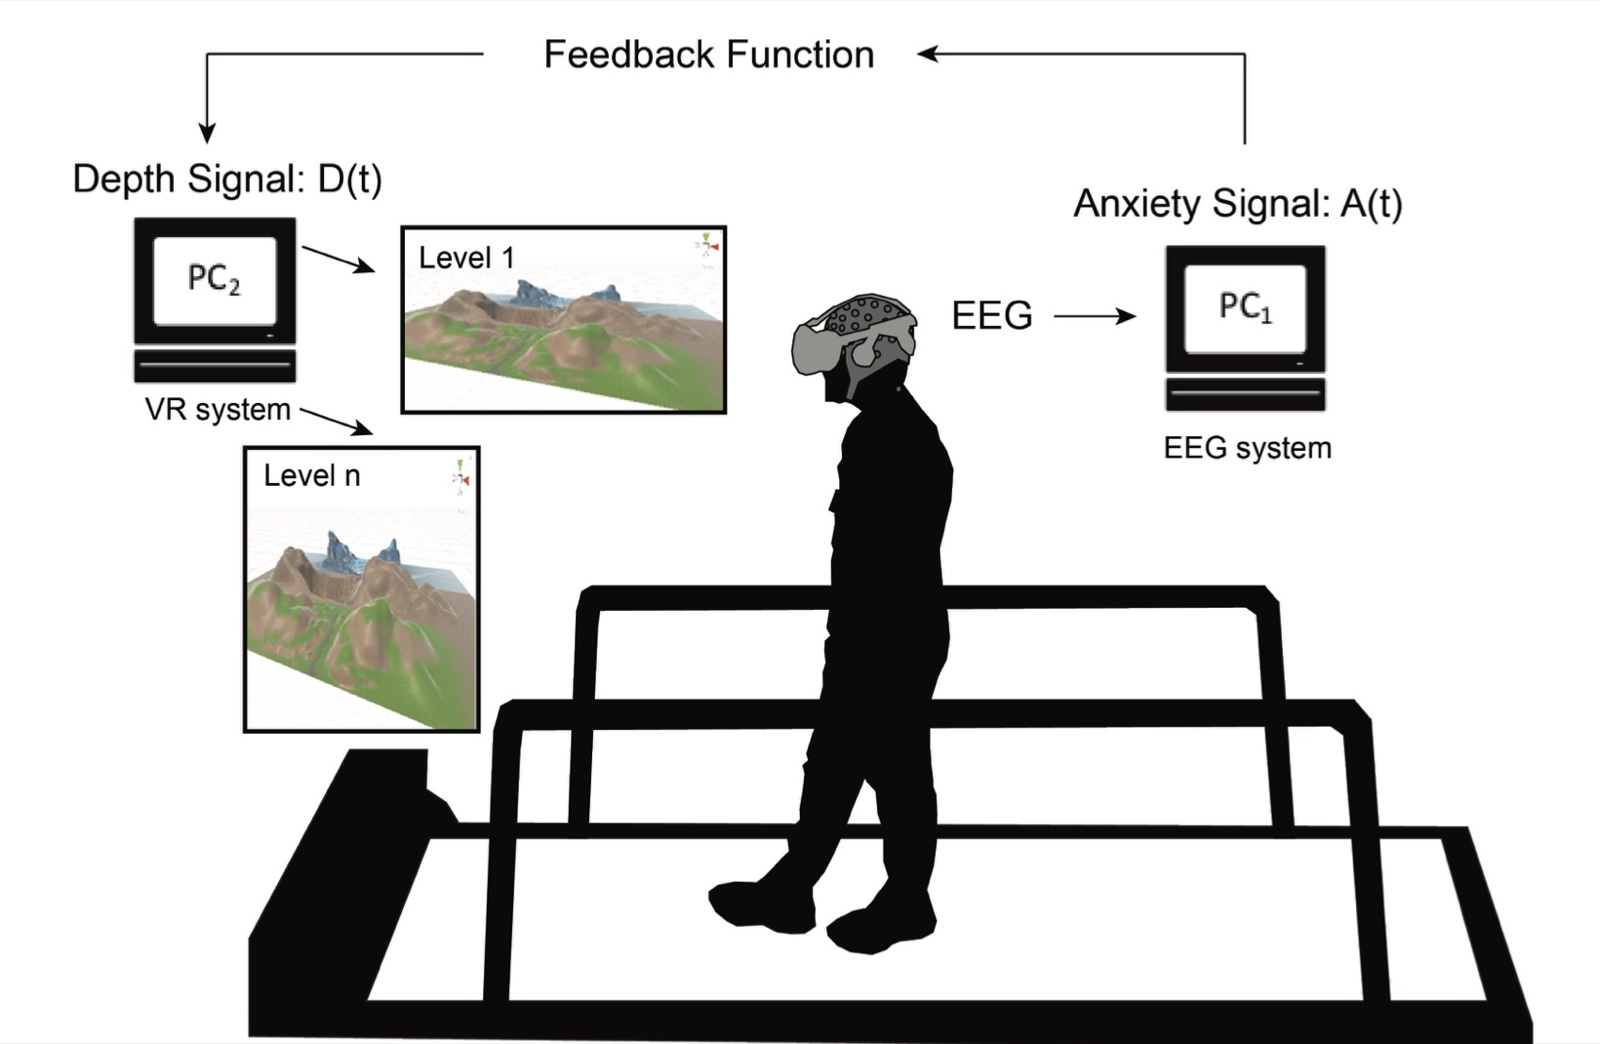 Feedback Function
Depth Signal: D(t)
Anxiety Signal: A(t)
PC₂
Level 1
EEG
PC₁
VR system
EEG system
Level n